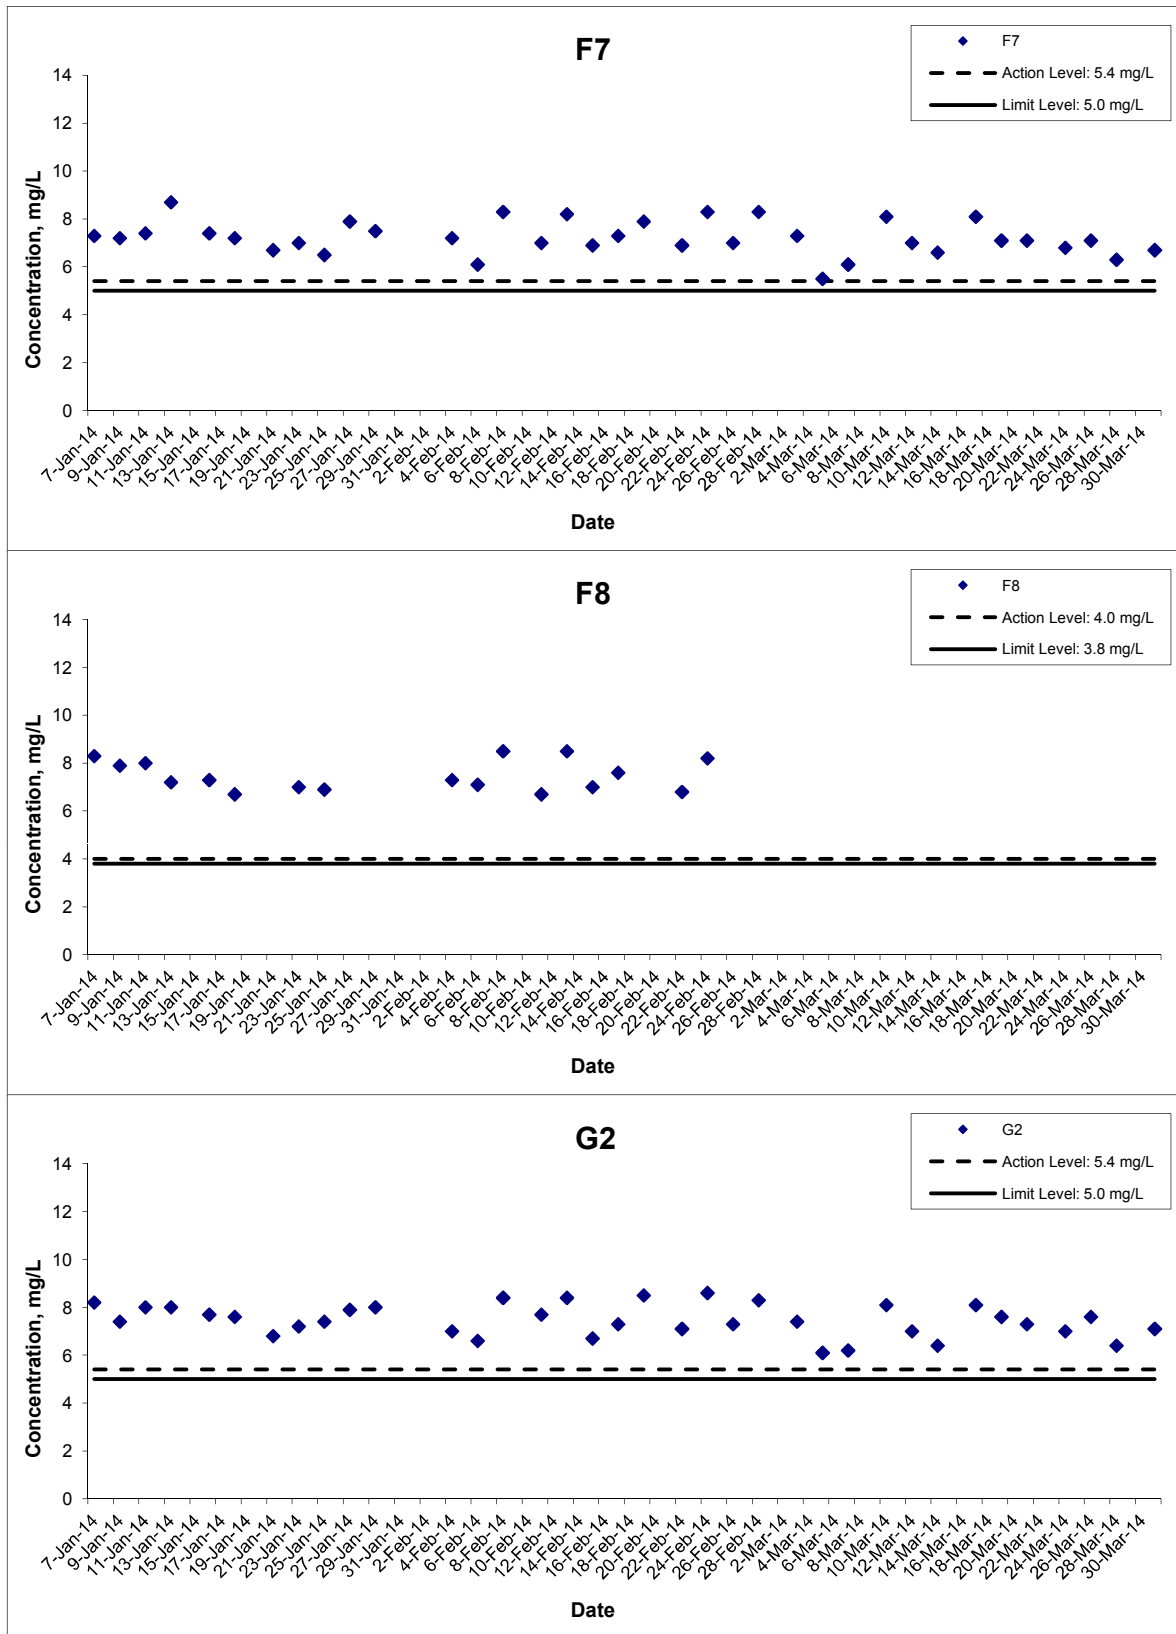 F7
F7
Action Level: 5.4 mg/L
Limit Level: 5.0 mg/L
Concentration, mg/L
14
12
10
8
6
4
2
0
7-Jan-14
9-Jan-14
11-Jan-14
13-Jan-14
15-Jan-14
17-Jan-14
19-Jan-14
21-Jan-14
23-Jan-14
25-Jan-14
27-Jan-14
29-Jan-14
31-Jan-14
2-Feb-14
4-Feb-14
6-Feb-14
8-Feb-14
10-Feb-14
12-Feb-14
14-Feb-14
16-Feb-14
18-Feb-14
20-Feb-14
22-Feb-14
24-Feb-14
26-Feb-14
28-Feb-14
2-Mar-14
4-Mar-14
6-Mar-14
8-Mar-14
10-Mar-14
12-Mar-14
14-Mar-14
16-Mar-14
18-Mar-14
20-Mar-14
22-Mar-14
24-Mar-14
26-Mar-14
28-Mar-14
30-Mar-14
Date
F8
F8
Action Level: 4.0 mg/L
Limit Level: 3.8 mg/L
Concentration, mg/L
14
12
10
8
6
4
2
0
7-Jan-14
9-Jan-14
11-Jan-14
13-Jan-14
15-Jan-14
17-Jan-14
19-Jan-14
21-Jan-14
23-Jan-14
25-Jan-14
27-Jan-14
29-Jan-14
31-Jan-14
2-Feb-14
4-Feb-14
6-Feb-14
8-Feb-14
10-Feb-14
12-Feb-14
14-Feb-14
16-Feb-14
18-Feb-14
20-Feb-14
22-Feb-14
24-Feb-14
26-Feb-14
28-Feb-14
2-Mar-14
4-Mar-14
6-Mar-14
8-Mar-14
10-Mar-14
12-Mar-14
14-Mar-14
16-Mar-14
18-Mar-14
20-Mar-14
22-Mar-14
24-Mar-14
26-Mar-14
28-Mar-14
30-Mar-14
Date
G2
G2
Action Level: 5.4 mg/L
Limit Level: 5.0 mg/L
Concentration, mg/L
14
12
10
8
6
4
2
0
7-Jan-14
9-Jan-14
11-Jan-14
13-Jan-14
15-Jan-14
17-Jan-14
19-Jan-14
21-Jan-14
23-Jan-14
25-Jan-14
27-Jan-14
29-Jan-14
31-Jan-14
2-Feb-14
4-Feb-14
6-Feb-14
8-Feb-14
10-Feb-14
12-Feb-14
14-Feb-14
16-Feb-14
18-Feb-14
20-Feb-14
22-Feb-14
24-Feb-14
26-Feb-14
28-Feb-14
2-Mar-14
4-Mar-14
6-Mar-14
8-Mar-14
10-Mar-14
12-Mar-14
14-Mar-14
16-Mar-14
18-Mar-14
20-Mar-14
22-Mar-14
24-Mar-14
26-Mar-14
28-Mar-14
30-Mar-14
Date